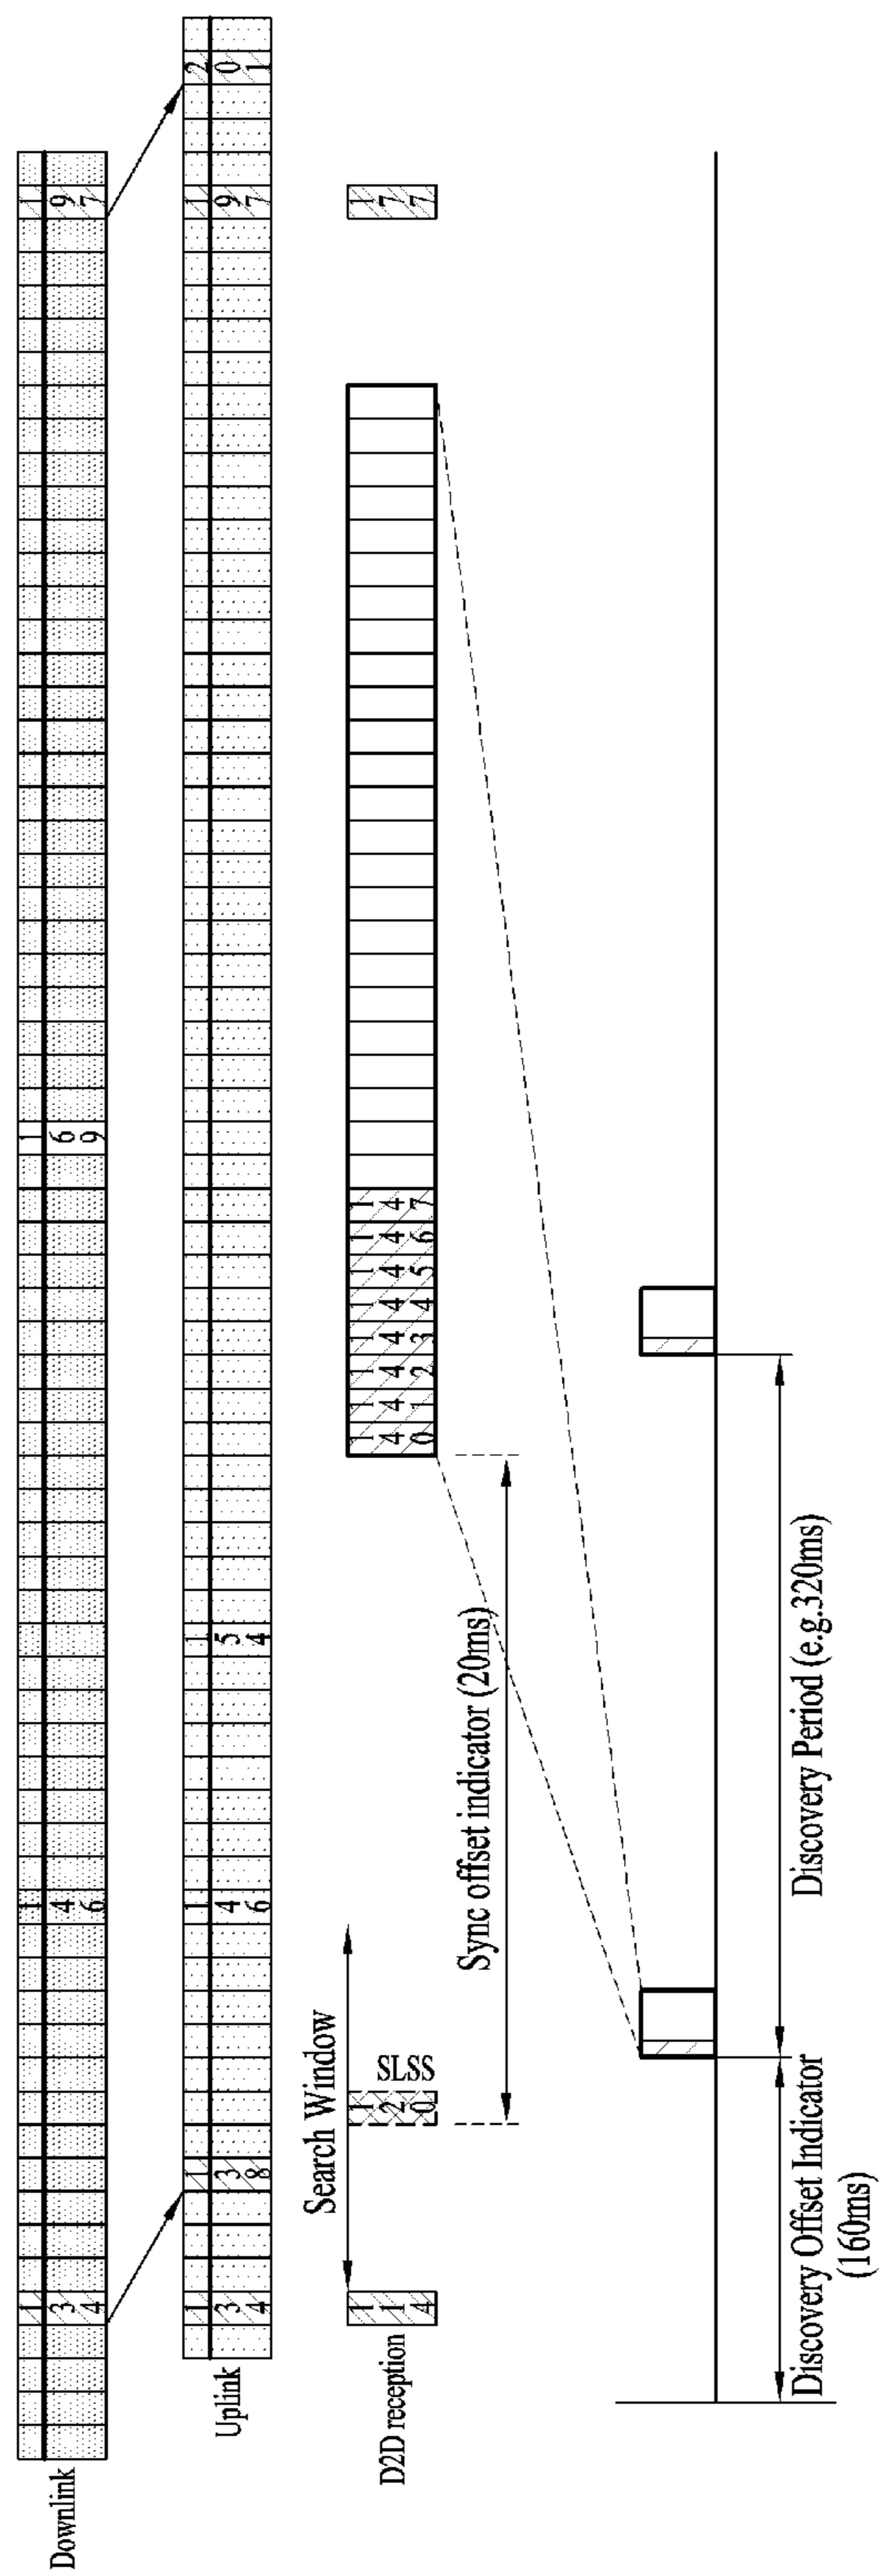 Downlink
134
146
169
197
Uplink
134
138
146
154
197
201
D2D reception
114
Search Window
120
SLSS
140
141
142
143
144
145
146
147
177
Sync offset indicator (20ms)
Discovery Offset Indicator
(160ms)
Discovery Period (e.g.320ms)